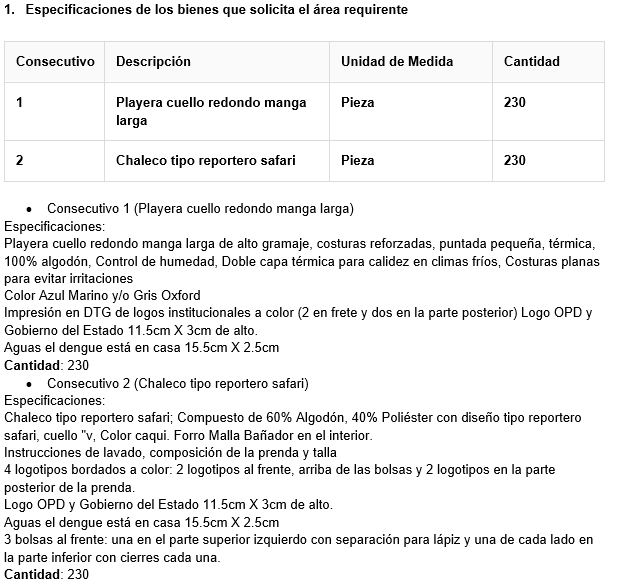 1. Especificaciones de los bienes que solicita el área requirente
Consecutivo Descripción Unidad de Medida Cantidad
1 Playera cuello redondo manga larga Pieza 230
2 Chaleco tipo reportero safari Pieza 230
• Consecutivo 1 (Playera cuello redondo manga larga)
Especificaciones:
Playera cuello redondo manga larga de alto gramaje, costuras reforzadas, puntada pequeña, térmica,
100% algodón, Control de humedad, Doble capa térmica para calidez en climas fríos, Costuras planas
para evitar irritaciones
Color Azul Marino y/o Gris Oxford
Impresión en DTG de logos institucionales a color (2 en frete y dos en la parte posterior) Logo OPD y
Gobierno del Estado 11.5cm X 3cm de alto.
Aguas el dengue está en casa 15.5cm X 2.5cm
Cantidad: 230
• Consecutivo 2 (Chaleco tipo reportero safari)
Especificaciones:
Chaleco tipo reportero safari; Compuesto de 60% Algodón, 40% Poliéster con diseño tipo reportero
safari, cuello "v, Color caqui. Forro Malla Bañador en el interior.
Instrucciones de lavado, composición de la prenda y talla
4 logotipos bordados a color: 2 logotipos al frente, arriba de las bolsas y 2 logotipos en la parte
posterior de la prenda.
Logo OPD y Gobierno del Estado 11.5cm X 3cm de alto.
Aguas el dengue está en casa 15.5cm X 2.5cm
3 bolsas al frente: una en el parte superior izquierdo con separación para lápiz y una de cada lado en
la parte inferior con cierres cada una.
Cantidad: 230